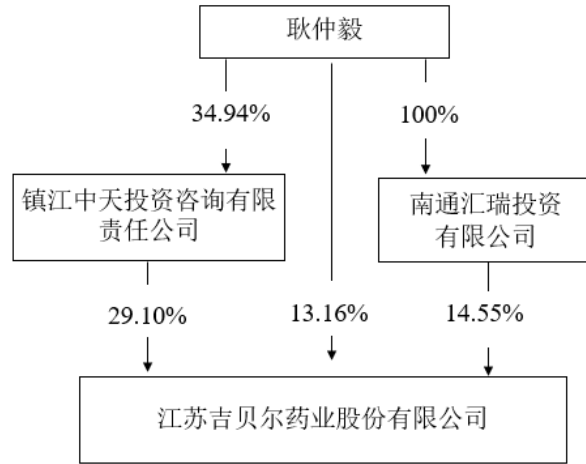 耿仲毅
34.94%
100%
镇江中天投资咨询有限
责任公司
南通汇瑞投资
有限公司
29.10%
13.16%
14.55%
江苏吉贝尔药业股份有限公司